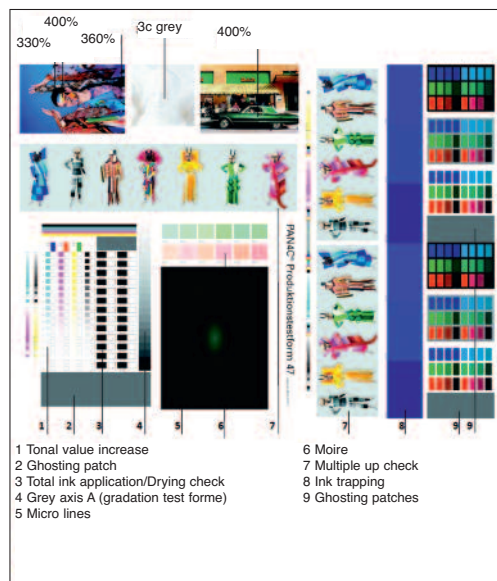 400%
330%
360%
3c grey
400%
PAN4C™ Produktionstestform 47
1
2
3
4
5
6
7
7
8
9
9
1 Tonal value increase
2 Ghosting patch
3 Total ink application/Drying check
4 Grey axis A (gradation test forme)
5 Micro lines
6 Moire
7 Multiple up check
8 Ink trapping
9 Ghosting patches